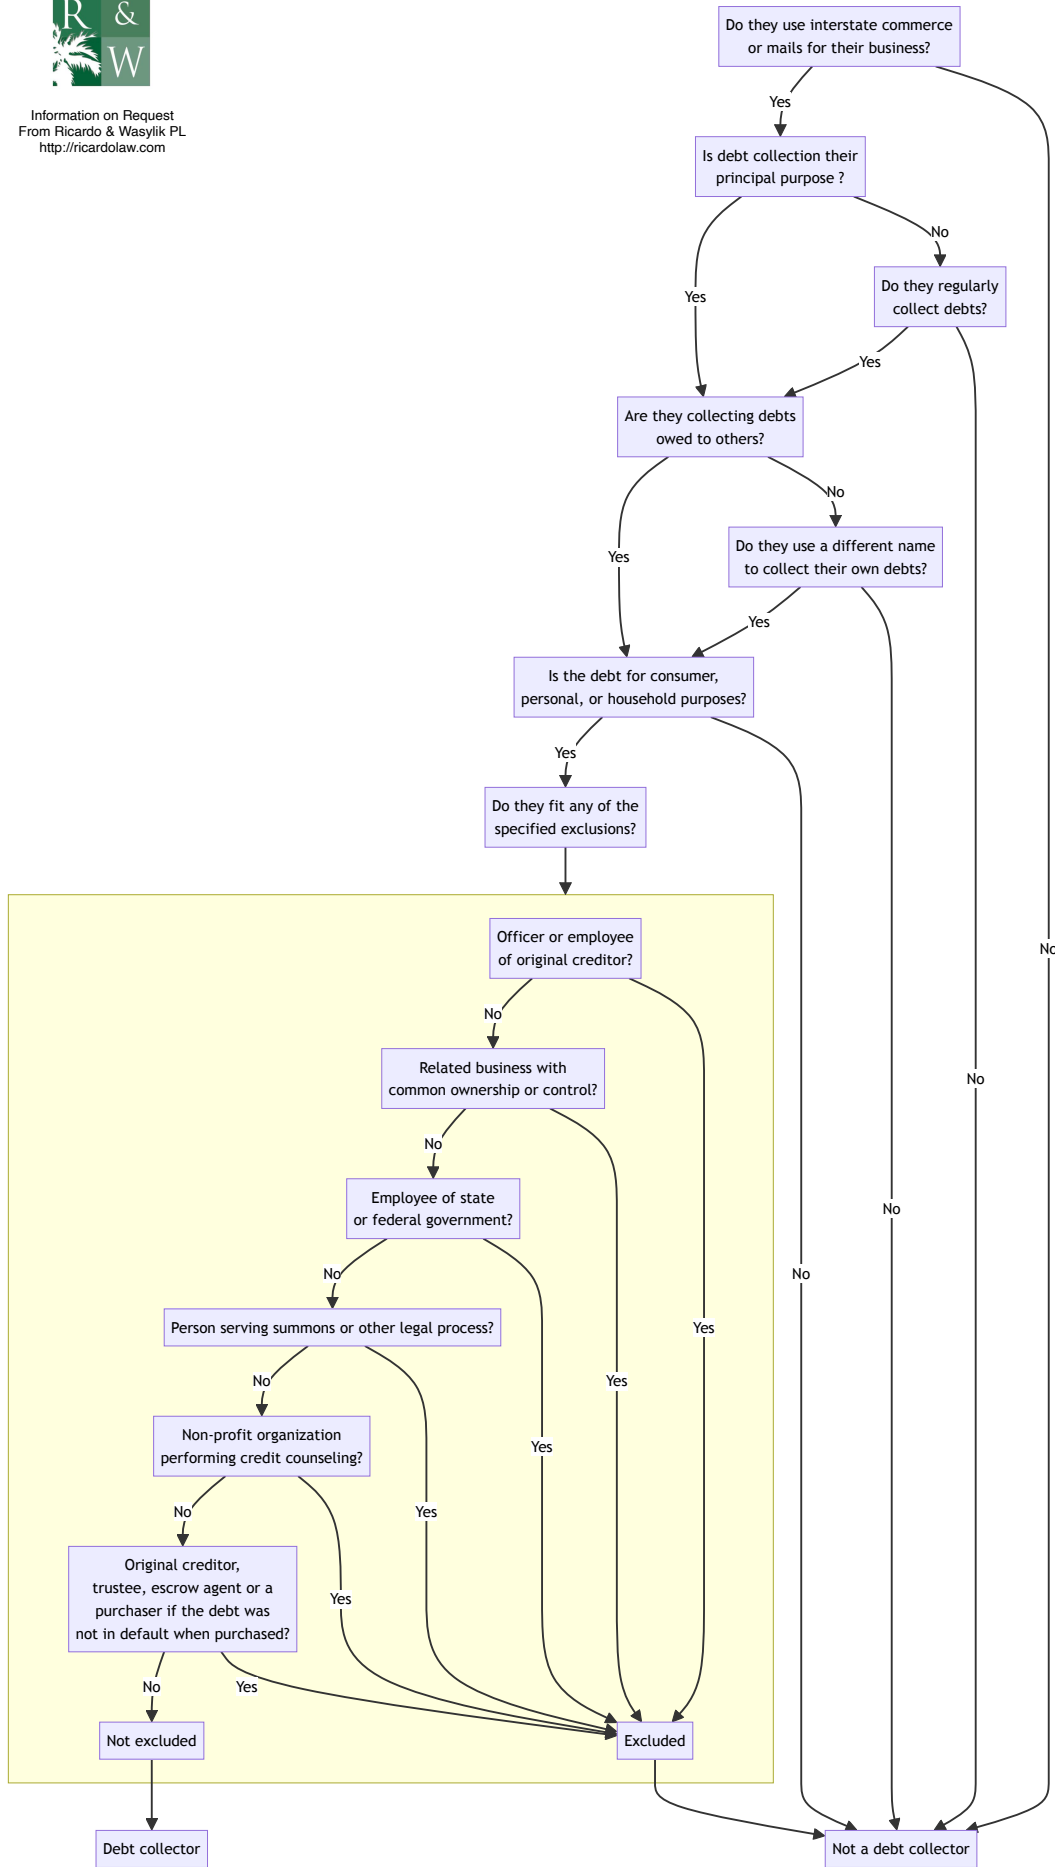 R &
W
Information on Request
From Ricardo & Wasylik PL
http://ricardolaw.com
Do they use interstate commerce
or mails for their business?
Yes
Is debt collection their
principal purpose ?
No
Do they regularly
collect debts?
Yes
Yes
Are they collecting debts
owed to others?
No
Do they use a different name
to collect their own debts?
Yes
Yes
Is the debt for consumer,
personal, or household purposes?
Yes
Do they fit any of the
specified exclusions?
Officer or employee
of original creditor?
No
No
Related business with
common ownership or control?
No
No
Employee of state
or federal government?
No
No
No
Person serving summons or other legal process?
Yes
No
Yes
Non-profit organization
performing credit counseling?
Yes
No
Yes
Original creditor,
trustee, escrow agent or a
purchaser if the debt was
not in default when purchased?
Yes
No
Yes
Not excluded
Excluded
Debt collector
Not a debt collector